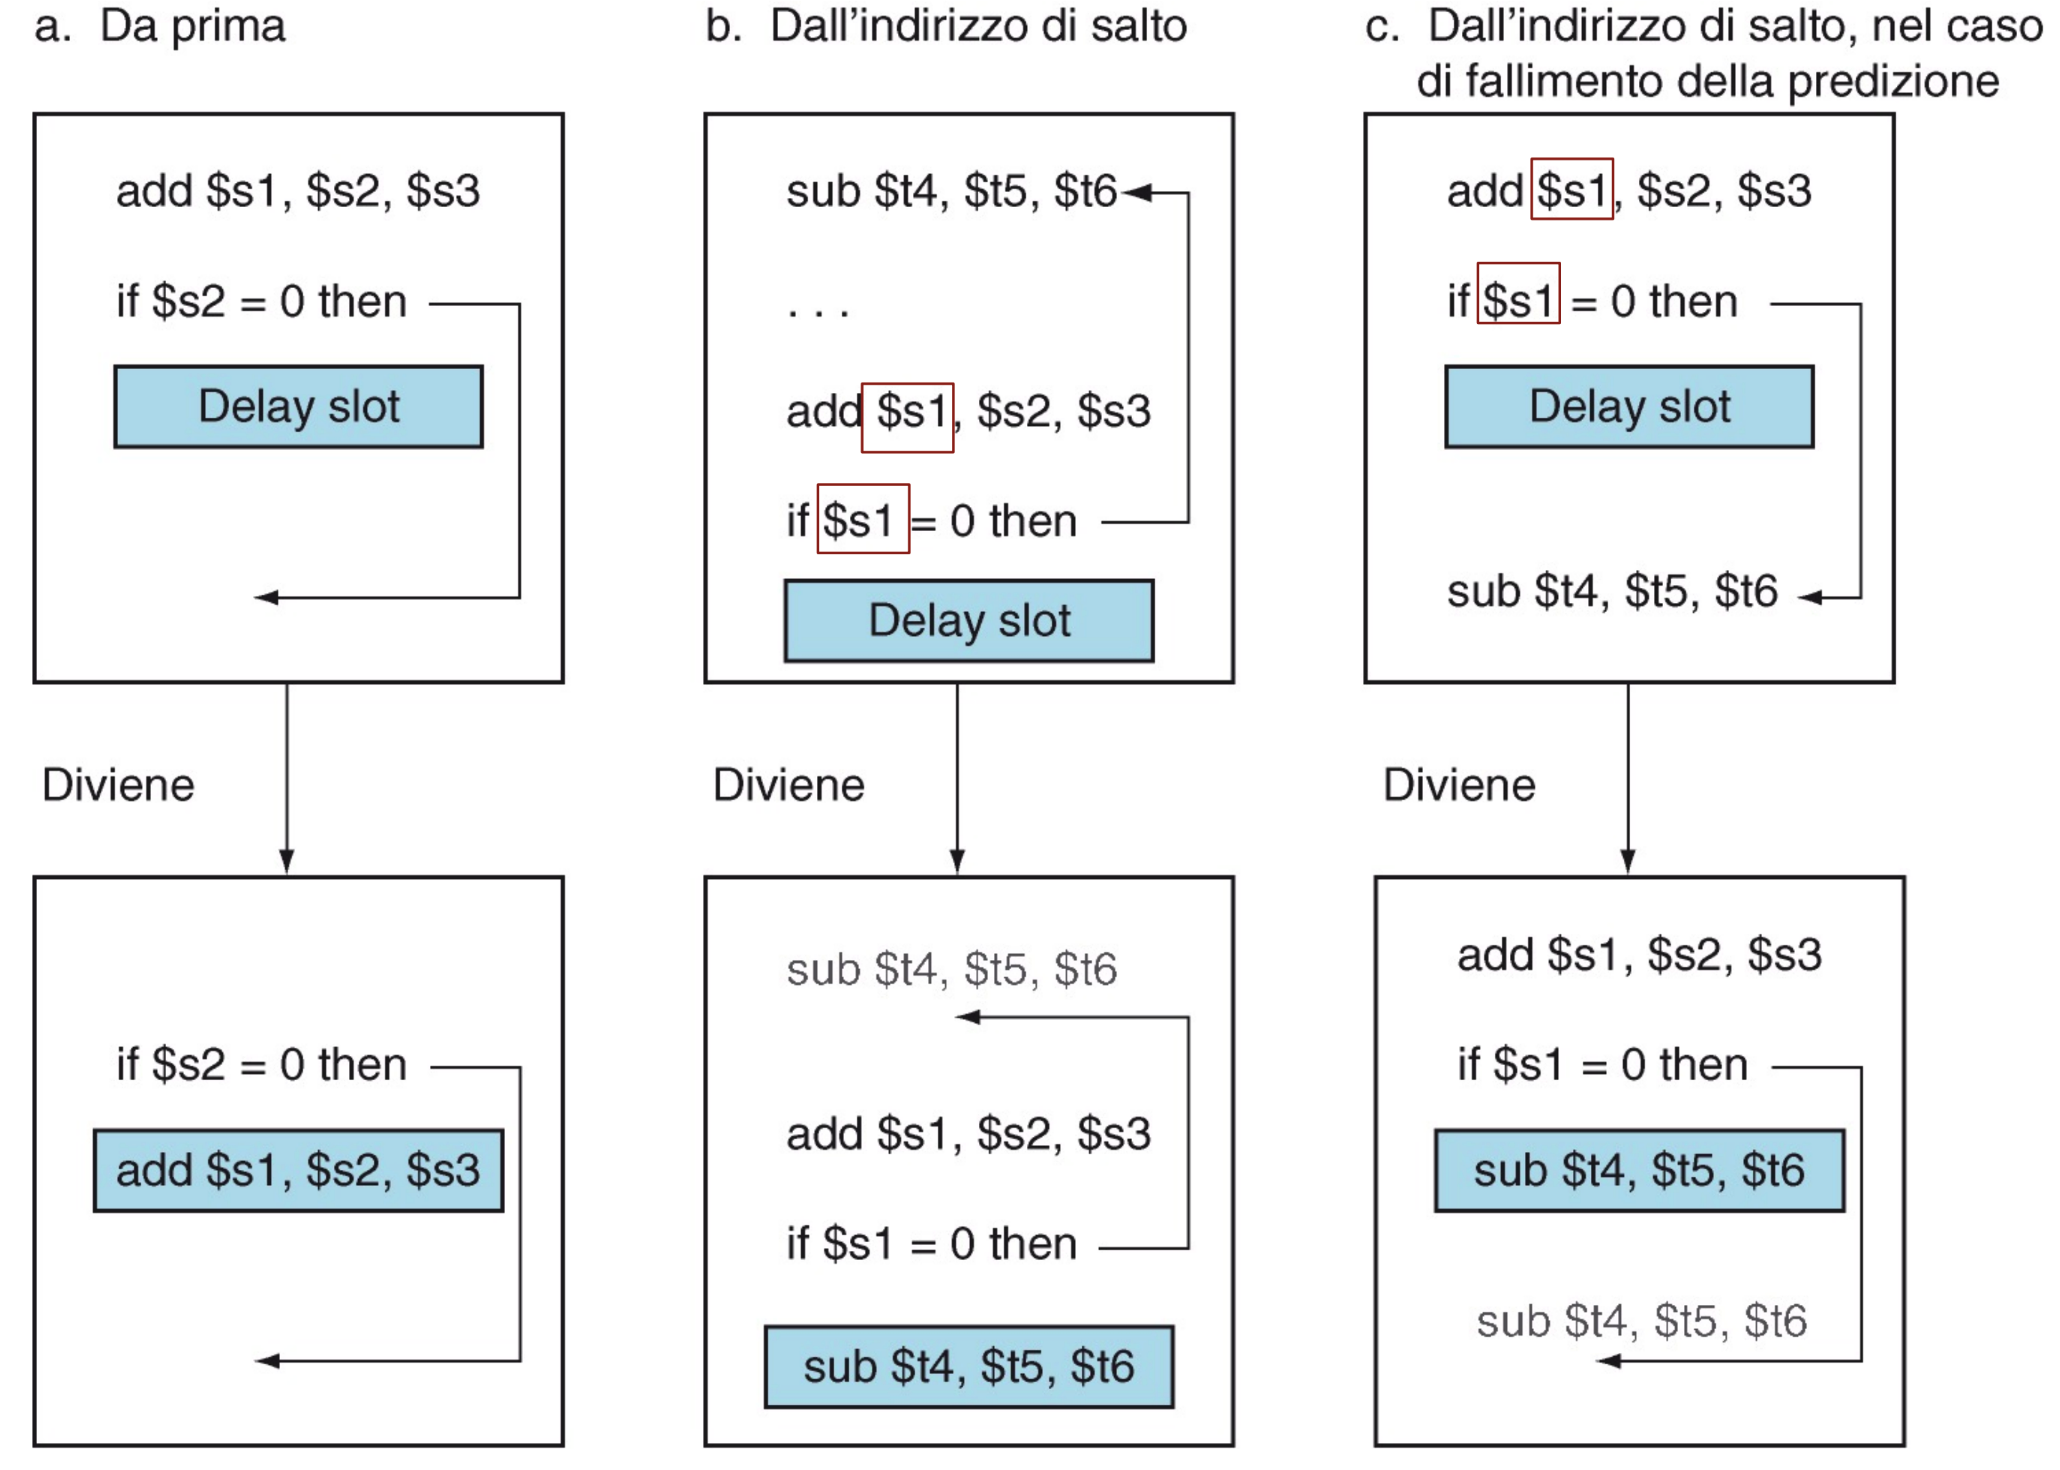 a. Da prima
add $s1, $s2, $s3
if $s2 = 0 then
Delay slot
Diviene
if $s2 = 0 then
add $s1, $s2, $s3
b. Dall'indirizzo di salto
sub $t4, $t5, $t6
. . .
add $s1, $s2, $s3
if $s1 = 0 then
Delay slot
Diviene
sub $t4, $t5, $t6
add $s1, $s2, $s3
if $s1 = 0 then
sub $t4, $t5, $t6
c. Dall'indirizzo di salto, nel caso
di fallimento della predizione
add $s1, $s2, $s3
if $s1 = 0 then
Delay slot
sub $t4, $t5, $t6
Diviene
add $s1, $s2, $s3
if $s1 = 0 then
sub $t4, $t5, $t6
sub $t4, $t5, $t6